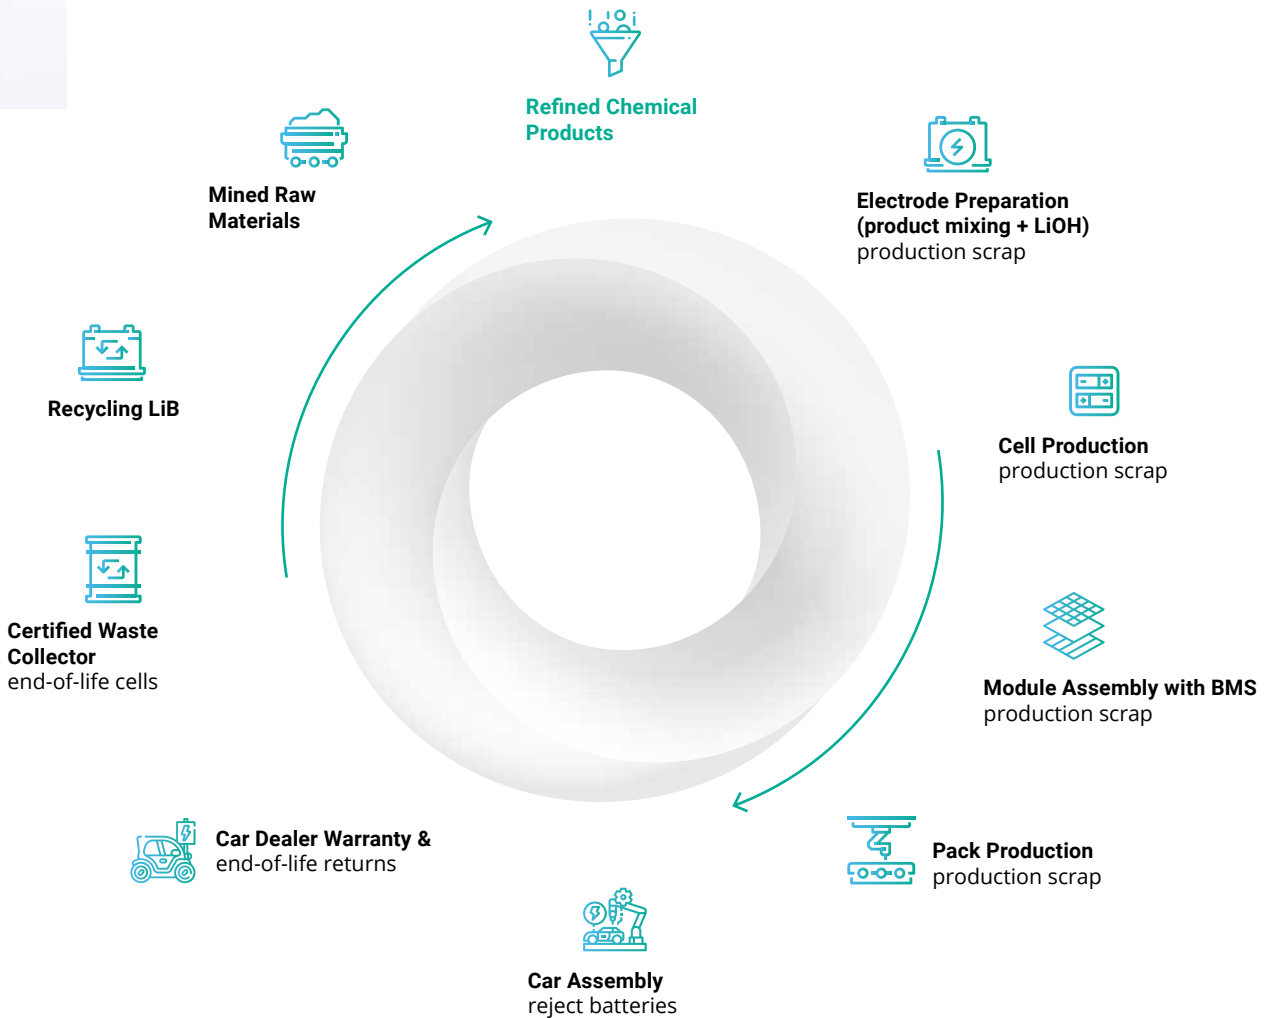 Refined Chemical
Products
Electrode Preparation
(product mixing + LiOH)
production scrap
Cell Production
production scrap
Module Assembly with BMS
production scrap
Pack Production
production scrap
Car Assembly
reject batteries
Car Dealer Warranty &
end-of-life returns
Certified Waste
Collector
end-of-life cells
Recycling LiB
Mined Raw
Materials